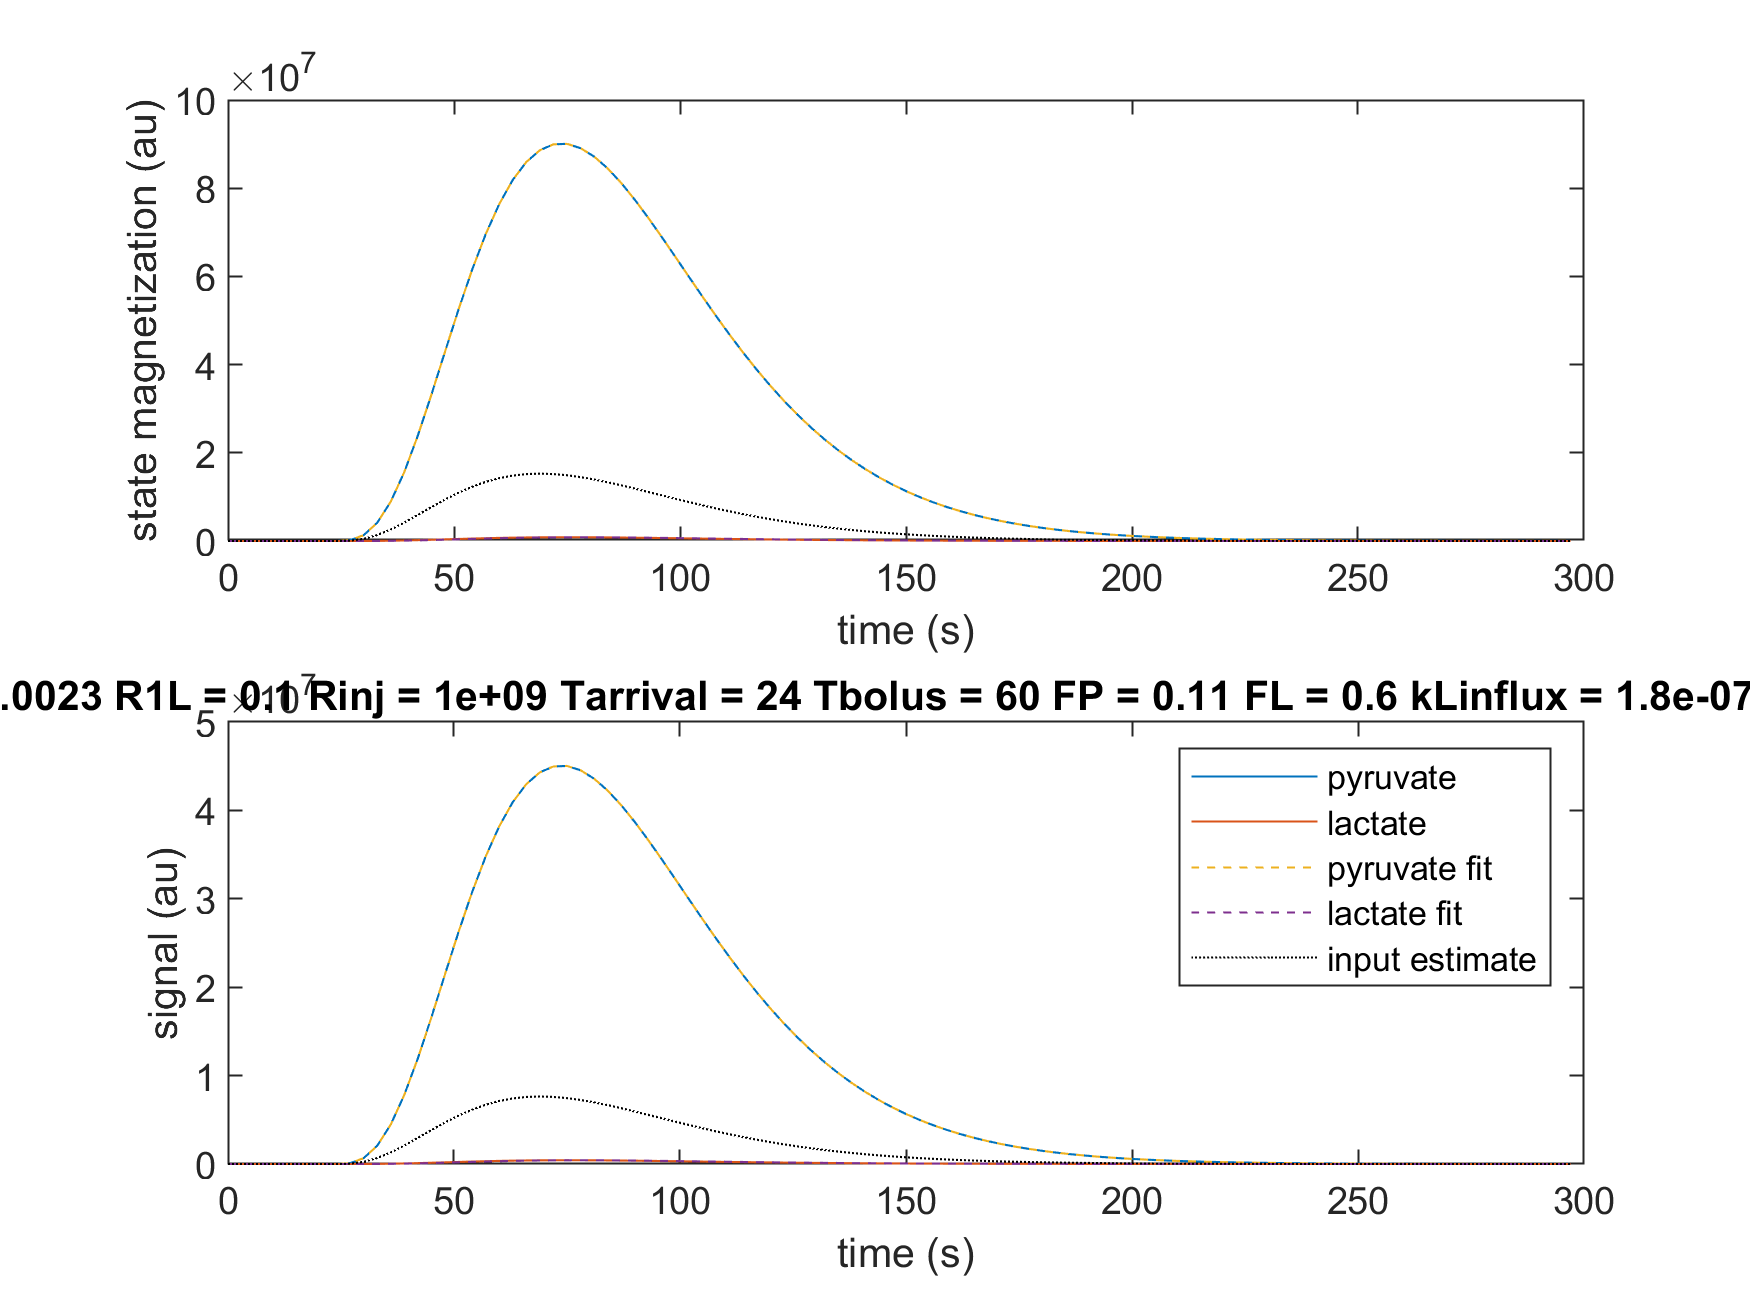 ×10^7
10
8
6
4
2
0
state magnetization (au)
0 50 100 150 200 250 300
time (s)
.0023 R1L = 0.1 Rinj = 1e+09 Tarrival = 24 Tbolus = 60 FP = 0.11 FL = 0.6 kLinflux = 1.8e-07
×10^7
5
4
3
2
1
0
signal (au)
pyruvate
lactate
pyruvate fit
lactate fit
input estimate
0 50 100 150 200 250 300
time (s)